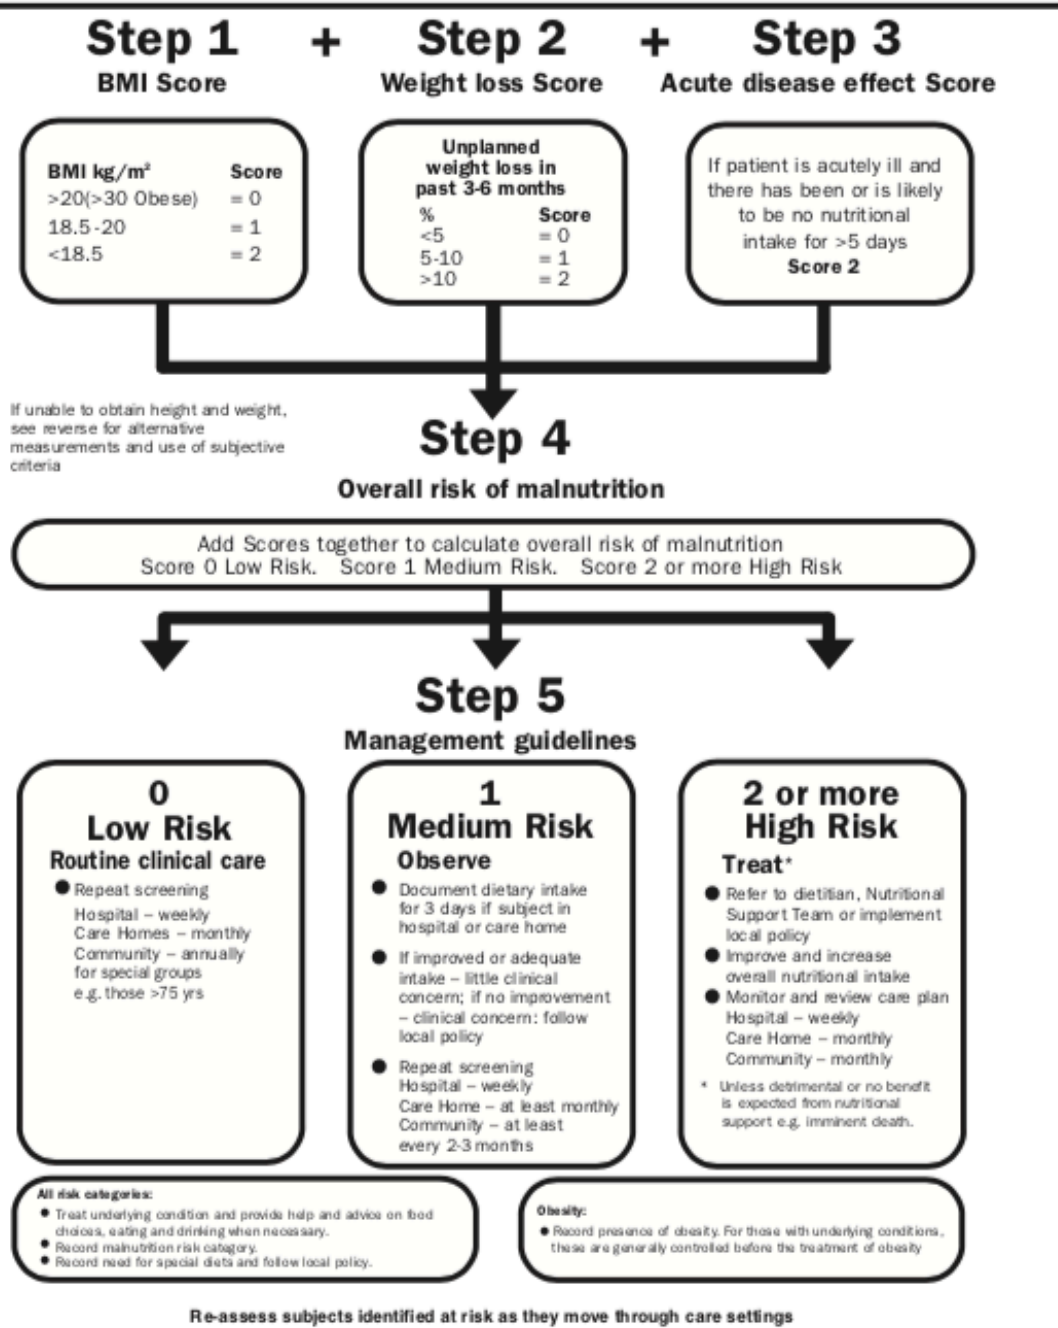 Step 1 + Step 2 + Step 3
BMI Score
Weight loss Score
Acute disease effect Score
BMI kg/m² Score
>20(>30 Obese) = 0
18.5-20 = 1
<18.5 = 2
Unplanned
weight loss in
past 3-6 months
% Score
<5 = 0
5-10 = 1
>10 = 2
If patient is acutely ill and
there has been or is likely
to be no nutritional
intake for >5 days
Score 2
If unable to obtain height and weight,
see reverse for alternative
measurements and use of subjective
criteria
Step 4
Overall risk of malnutrition
Add Scores together to calculate overall risk of malnutrition
Score 0 Low Risk. Score 1 Medium Risk. Score 2 or more High Risk
Step 5
Management guidelines
0
Low Risk
Routine clinical care
● Repeat screening
Hospital – weekly
Care Homes – monthly
Community – annually
for special groups
e.g. those >75 yrs
1
Medium Risk
Observe
● Document dietary intake
for 3 days if subject in
hospital or care home
● If improved or adequate
intake – little clinical
concern; if no improvement
– clinical concern: follow
local policy
● Repeat screening
Hospital – weekly
Care Home – at least monthly
Community – at least
every 2-3 months
2 or more
High Risk
Treat*
● Refer to dietitian, Nutritional
Support Team or implement
local policy
● Improve and increase
overall nutritional intake
● Monitor and review care plan
Hospital – weekly
Care Home – monthly
Community – monthly
* Unless detrimental or no benefit
is expected from nutritional
support e.g. imminent death.
All risk categories:
● Treat underlying condition and provide help and advice on food
choices, eating and drinking when necessary.
● Record malnutrition risk category.
● Record need for special diets and follow local policy.
Obesity:
● Record presence of obesity. For those with underlying conditions,
these are generally controlled before the treatment of obesity
Re-assess subjects identified at risk as they move through care settings